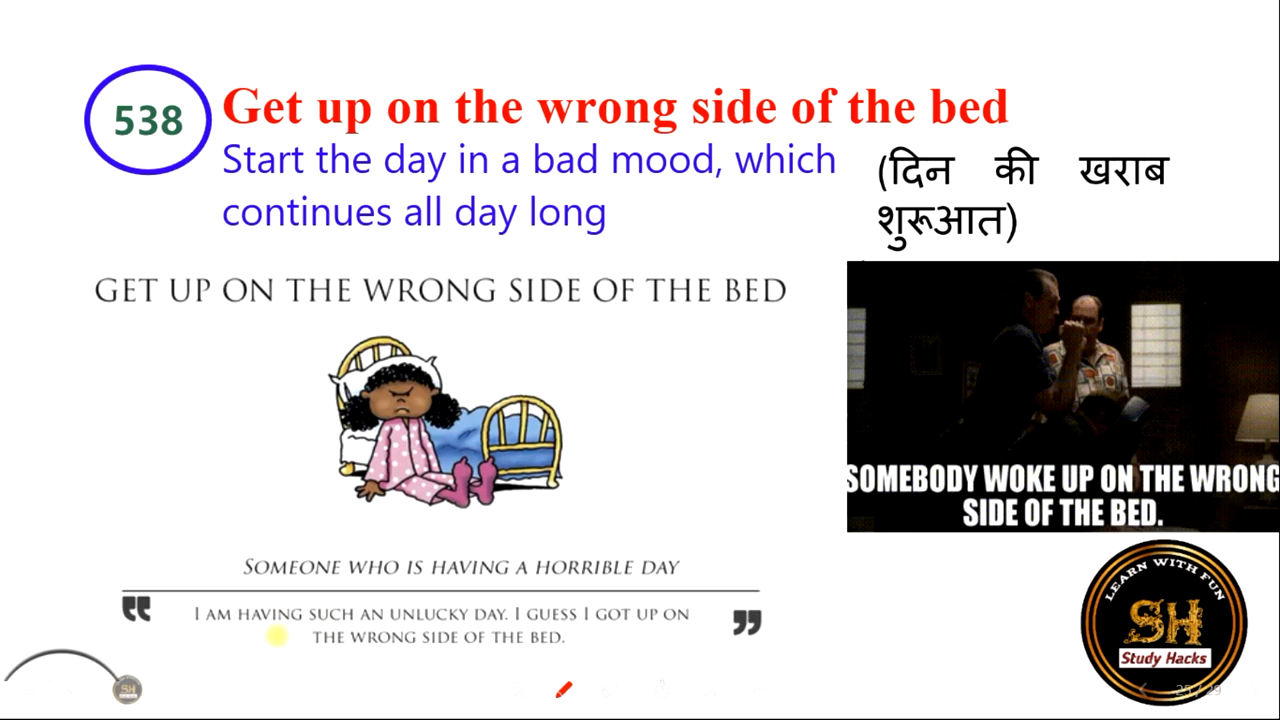 538
Get up on the wrong side of the bed
Start the day in a bad mood, which
continues all day long
(दिन की खराब
शुरूआत)
GET UP ON THE WRONG SIDE OF THE BED
SOMEBODY WOKE UP ON THE WRONG
SIDE OF THE BED.
SOMEONE WHO IS HAVING A HORRIBLE DAY
“ I AM HAVING SUCH AN UNLUCKY DAY. I GUESS I GOT UP ON
THE WRONG SIDE OF THE BED. ”
LEARN WITH FUN
SH
Study Hacks
SH